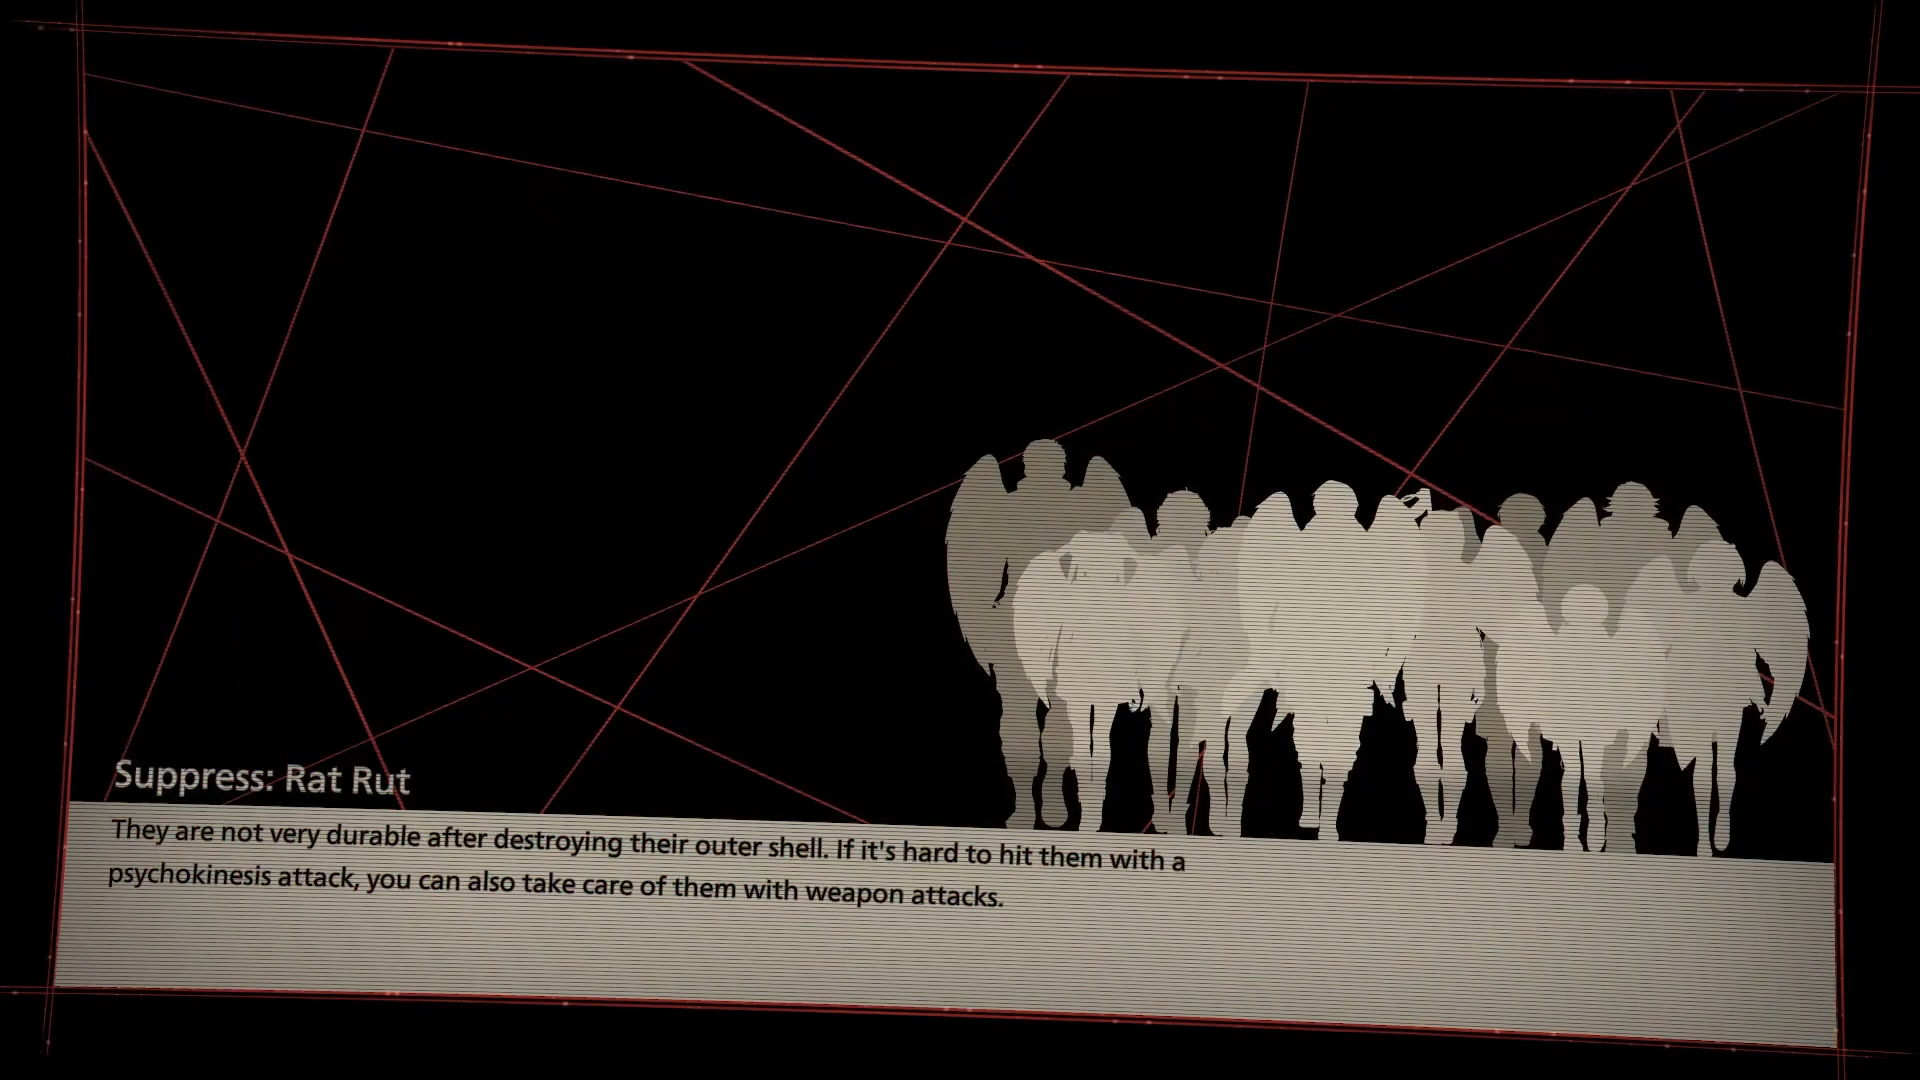 Suppress: Rat Rut
They are not very durable after destroying their outer shell. If it's hard to hit them with a
psychokinesis attack, you can also take care of them with weapon attacks.